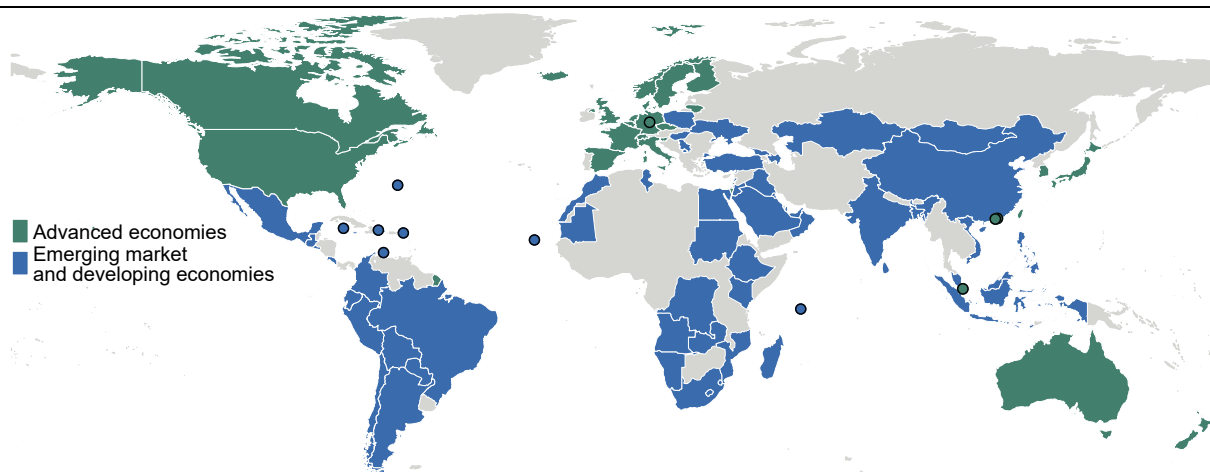 Advanced economies
Emerging market
and developing economies